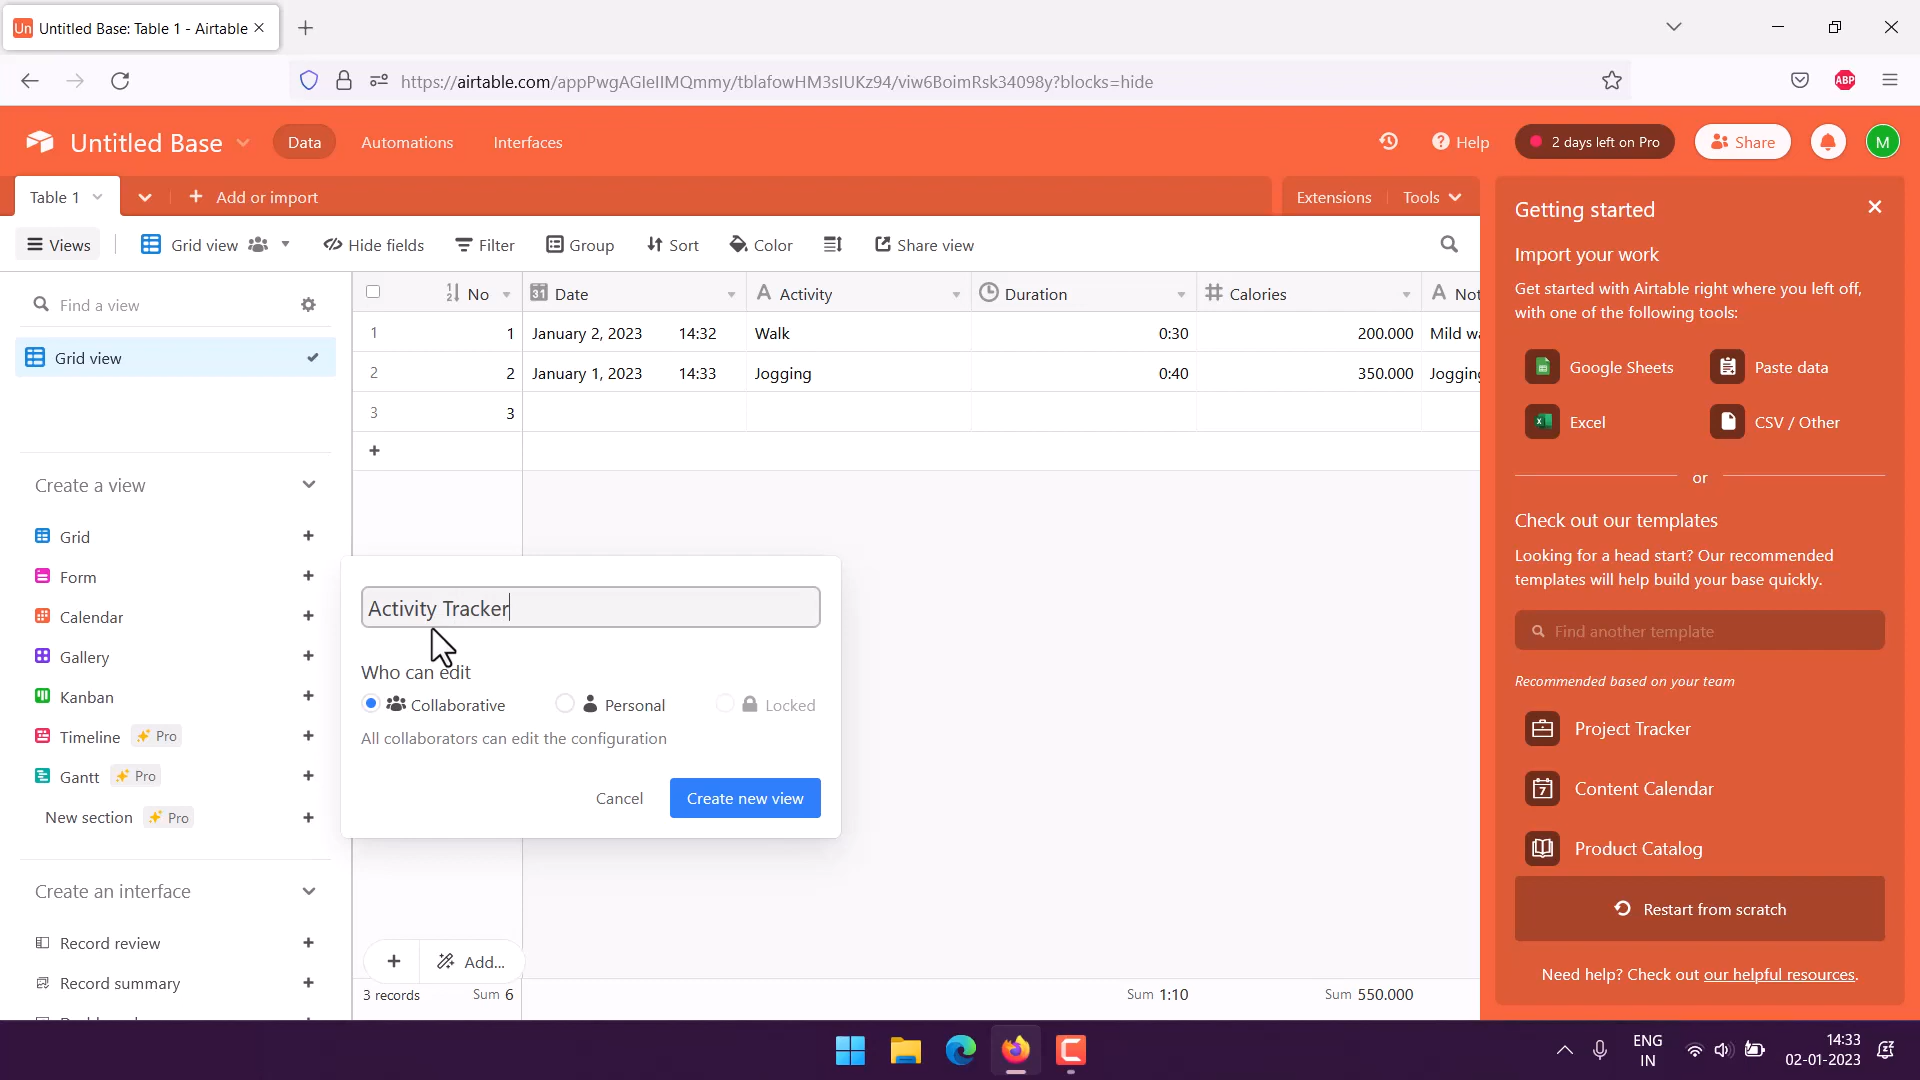 Un Untitled Base: Table 1 - Airtable
https://airtable.com/appPwgAGIeIIMQmmy/tblafowHM3sIUKz94/viw6BoimRsk34098y?blocks=hide
ABP
Untitled Base
Data
Automations
Interfaces
Help
2 days left on Pro
Share
M
Table 1
Add or import
Extensions
Tools
Views
Grid view
Hide fields
Filter
Group
Sort
Color
Share view
Find a view
Grid view
Create a view
Grid
Form
Calendar
Gallery
Kanban
Timeline Pro
Gantt Pro
New section Pro
Create an interface
Record review
Record summary
No Date Activity Duration Calories
1 1 January 2, 2023 14:32 Walk 0:30 200.000 Mild
2 2 January 1, 2023 14:33 Jogging 0:40 350.000
3 3
Activity Tracker
Who can edit
Collaborative Personal Locked
All collaborators can edit the configuration
Cancel Create new view
Add...
3 records Sum 6 Sum 1:10 Sum 550.000
Getting started
Import your work
Get started with Airtable right where you left off,
with one of the following tools:
Google Sheets Paste data
Excel CSV / Other
or
Check out our templates
Looking for a head start? Our recommended
templates will help build your base quickly.
Find another template
Recommended based on your team
Project Tracker
Content Calendar
Product Catalog
Restart from scratch
Need help? Check out our helpful resources.
ENG
IN
14:33
02-01-2023